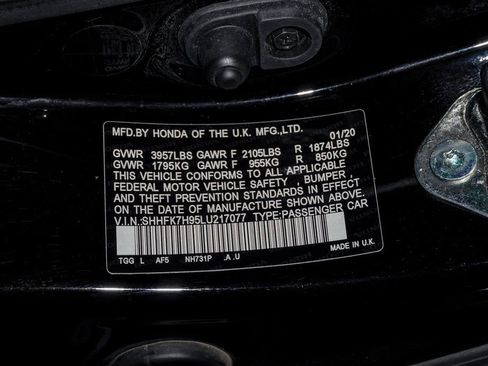 MFD.BY HONDA OF THE U.K. MFG.,LTD. 01/20
GVWR 3957LBS GAWR F 2105LBS R 1874LBS
GVWR 1795KG GAWR F 955KG R 850KG
THIS VEHICLE CONFORMS TO ALL APPLICABLE
FEDERAL MOTOR VEHICLE SAFETY , BUMPER ,
AND THEFT PREVENTION STANDARDS IN EFFECT
ON THE DATE OF MANUFACTURE SHOWN ABOVE.
V.I.N.:SHHFK7H95LU217077 TYPE:PASSENGER CAR
TGG L AF5 NH731P .A .U MADE IN U.K.